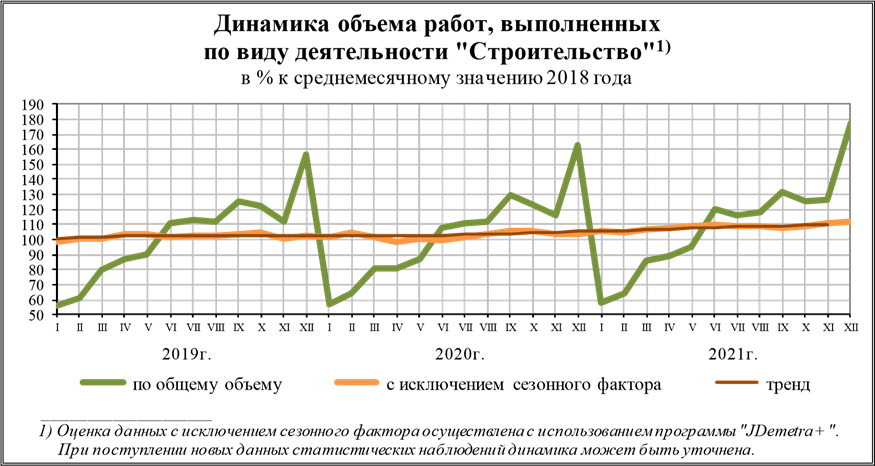 Динамика объема работ, выполненных
по виду деятельности "Строительство"1)
в % к среднемесячному значению 2018 года
190
180
170
160
150
140
130
120
110
100
90
80
70
60
50
I II III IV V VI VII VIII IX X XI XII I II III IV V VI VII VIII IX X XI XII I II III IV V VI VII VIII IX X XI XII
2019г. 2020г. 2021г.
по общему объему с исключением сезонного фактора тренд
1) Оценка данных с исключением сезонного фактора осуществлена с использованием программы "JDemetra+ ".
При поступлении новых данных статистических наблюдений динамика может быть уточнена.